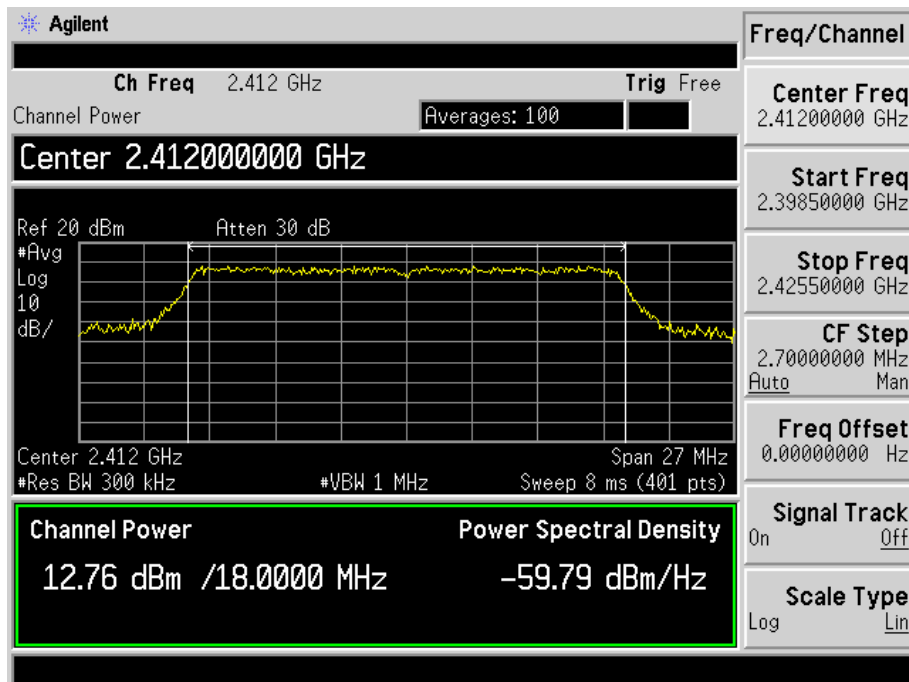 Agilent
Freq/Channel
Ch Freq 2.412 GHz Trig Free
Channel Power Averages: 100
Center 2.412000000 GHz
Ref 20 dBm Atten 30 dB
#Avg
Log
10
dB/
Center 2.412 GHz Span 27 MHz
#Res BW 300 kHz #VBW 1 MHz Sweep 8 ms (401 pts)
Channel Power Power Spectral Density
12.76 dBm /18.0000 MHz -59.79 dBm/Hz
Center Freq
2.41200000 GHz
Start Freq
2.39850000 GHz
Stop Freq
2.42550000 GHz
CF Step
2.70000000 MHz
Auto Man
Freq Offset
0.00000000 Hz
Signal Track
On Off
Scale Type
Log Lin